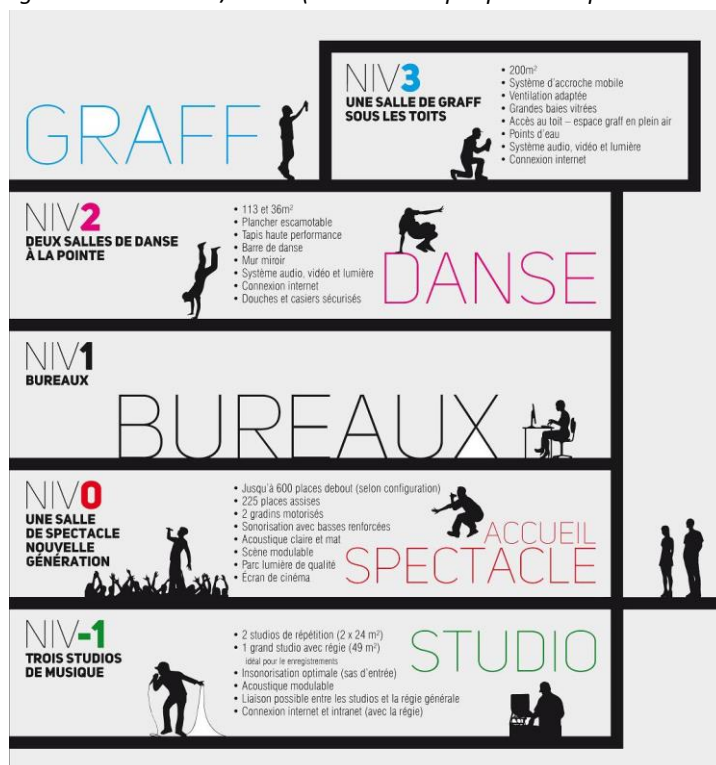 GRAFF
NIV3
UNE SALLE DE GRAFF
SOUS LES TOITS
• 200m²
• Système d'accroche mobile
• Ventilation adaptée
• Grandes baies vitrées
• Accès au toit – espace graff en plein air
• Points d'eau
• Système audio, vidéo et lumière
• Connexion internet
NIV2
DEUX SALLES DE DANSE
À LA POINTE
• 113 et 36m²
• Plancher escamotable
• Tapis haute performance
• Barre de danse
• Mur miroir
• Système audio, vidéo et lumière
• Connexion internet
• Douches et casiers sécurisés
DANSE
NIV1
BUREAUX
BUREAUX
NIV0
UNE SALLE
DE SPECTACLE
NOUVELLE
GÉNÉRATION
• Jusqu'à 600 places debout (selon configuration)
• 225 places assises
• 2 gradins motorisés
• Sonorisation avec basses renforcées
• Acoustique claire et mat
• Scène modulable
• Parc lumière de qualité
• Ecran de cinéma
ACCUEIL
SPECTACLE
NIV-1
TROIS STUDIOS
DE MUSIQUE
• 2 studios de répétition (2 x 24 m²)
• 1 grand studio avec régie (49 m²)
idéal pour le enregistrements
• Insonorisation optimale (sas d'entrée)
• Acoustique modulable
• Liaison possible entre les studios et la régie générale
• Connexion internet et intranet (avec la régie)
STUDIO